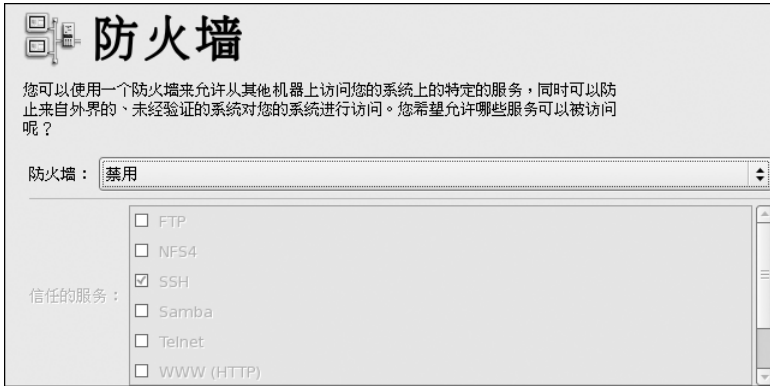 防火墙
您可以使用一个防火墙来允许从其他机器上访问您的系统上的特定的服务，同时可以防
止来自外界的、未经验证的系统对您的系统进行访问。您希望允许哪些服务可以被访问
呢？
防火墙： 禁用
FTP
NFS4
信任的服务： SSH
Samba
Telnet
WWW (HTTP)